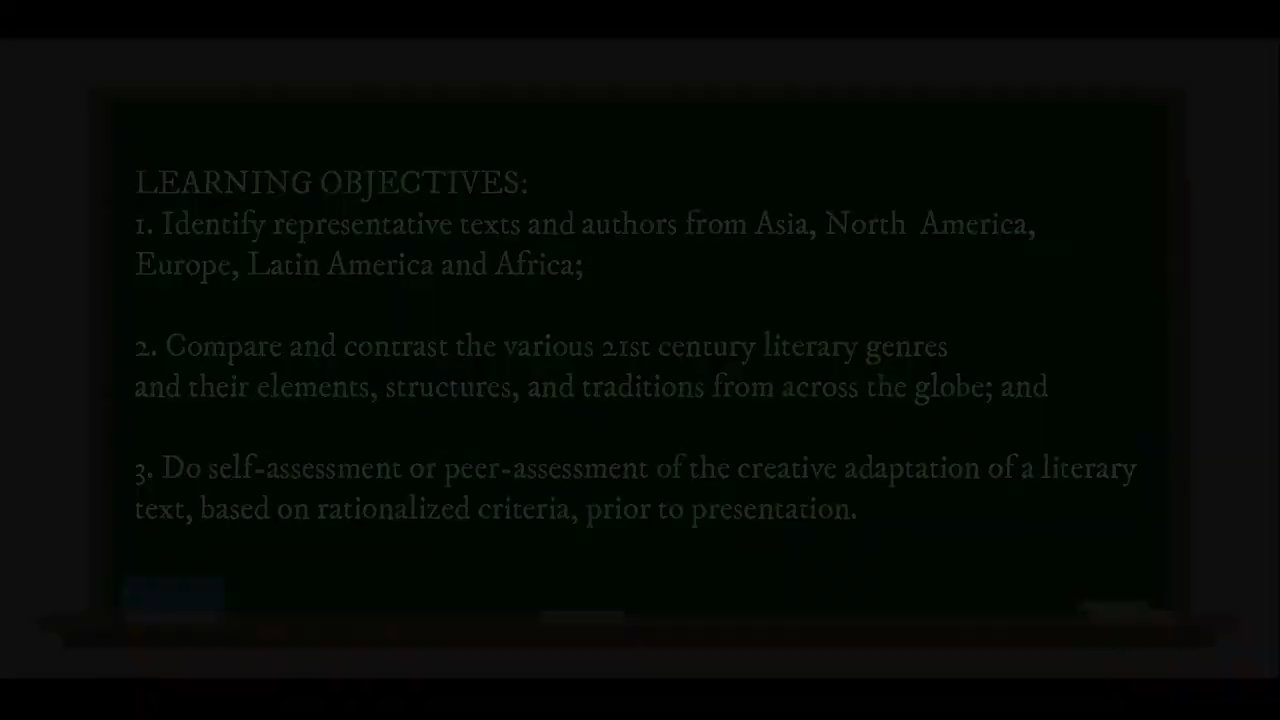 LEARNING OBJECTIVES:
1. Identify representative texts and authors from Asia, North America,
Europe, Latin America and Africa;
2. Compare and contrast the various 21st century literary genres
and their elements, structures, and traditions from across the globe; and
3. Do self-assessment or peer-assessment of the creative adaptation of a literary
text, based on rationalized criteria, prior to presentation.